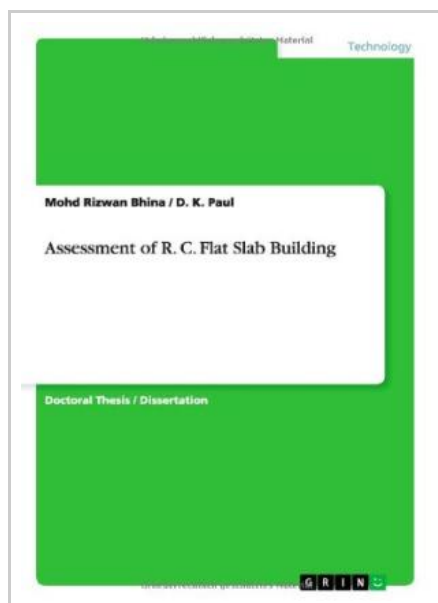 Technology
Mohd Rizwan Bhina / D. K. Paul
Assessment of R. C. Flat Slab Building
Doctoral Thesis / Dissertation
GRIN